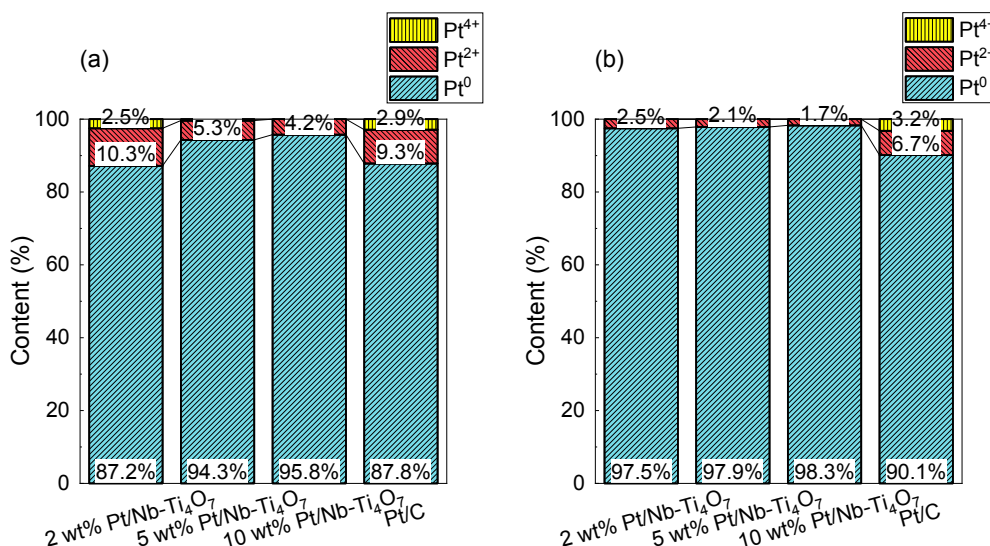 (a)
Pt⁴⁺
Pt²⁺
Pt⁰
Content (%)
100
80
60
40
20
0
2.5%
10.3%
87.2%
5.3%
94.3%
4.2%
95.8%
2.9%
9.3%
87.8%
2 wt% Pt/Nb-Ti₄O₇
5 wt% Pt/Nb-Ti₄O₇
10 wt% Pt/Nb-Ti₄O₇
Pt/C
(b)
Pt⁴⁺
Pt²⁺
Pt⁰
Content (%)
100
80
60
40
20
0
2.5%
97.5%
2.1%
97.9%
1.7%
98.3%
3.2%
6.7%
90.1%
2 wt% Pt/Nb-Ti₄O₇
5 wt% Pt/Nb-Ti₄O₇
10 wt% Pt/Nb-Ti₄O₇
Pt/C